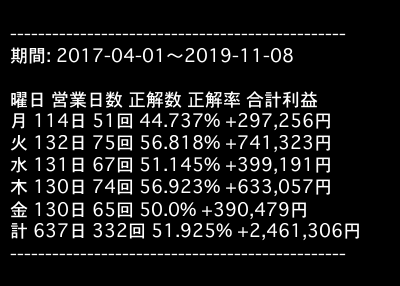 ------------------------------------------------
期間: 2017-04-01～2019-11-08
曜日 営業日数 正解数 正解率 合計利益
月 114日 51回 44.737% +297,256円
火 132日 75回 56.818% +741,323円
水 131日 67回 51.145% +399,191円
木 130日 74回 56.923% +633,057円
金 130日 65回 50.0% +390,479円
計 637日 332回 51.925% +2,461,306円
------------------------------------------------